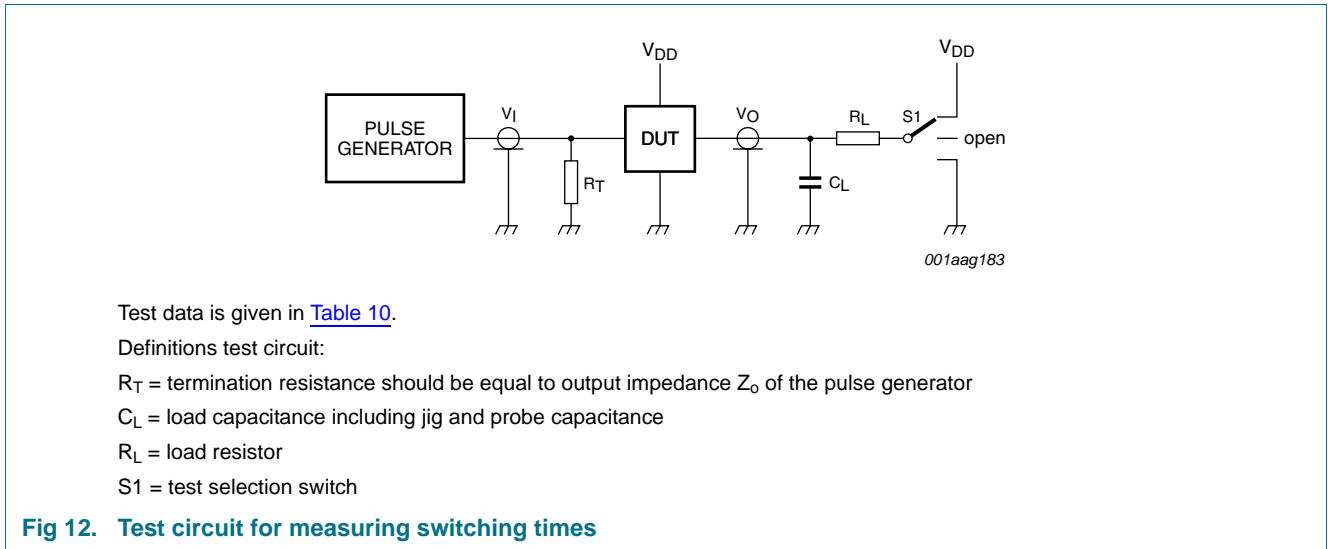 VDD
VDD
PULSE
GENERATOR
VI
DUT
VO
RL
S1
open
RT
CL
001aag183
Test data is given in Table 10.
Definitions test circuit:
RT = termination resistance should be equal to output impedance Zo of the pulse generator
CL = load capacitance including jig and probe capacitance
RL = load resistor
S1 = test selection switch
Fig 12. Test circuit for measuring switching times